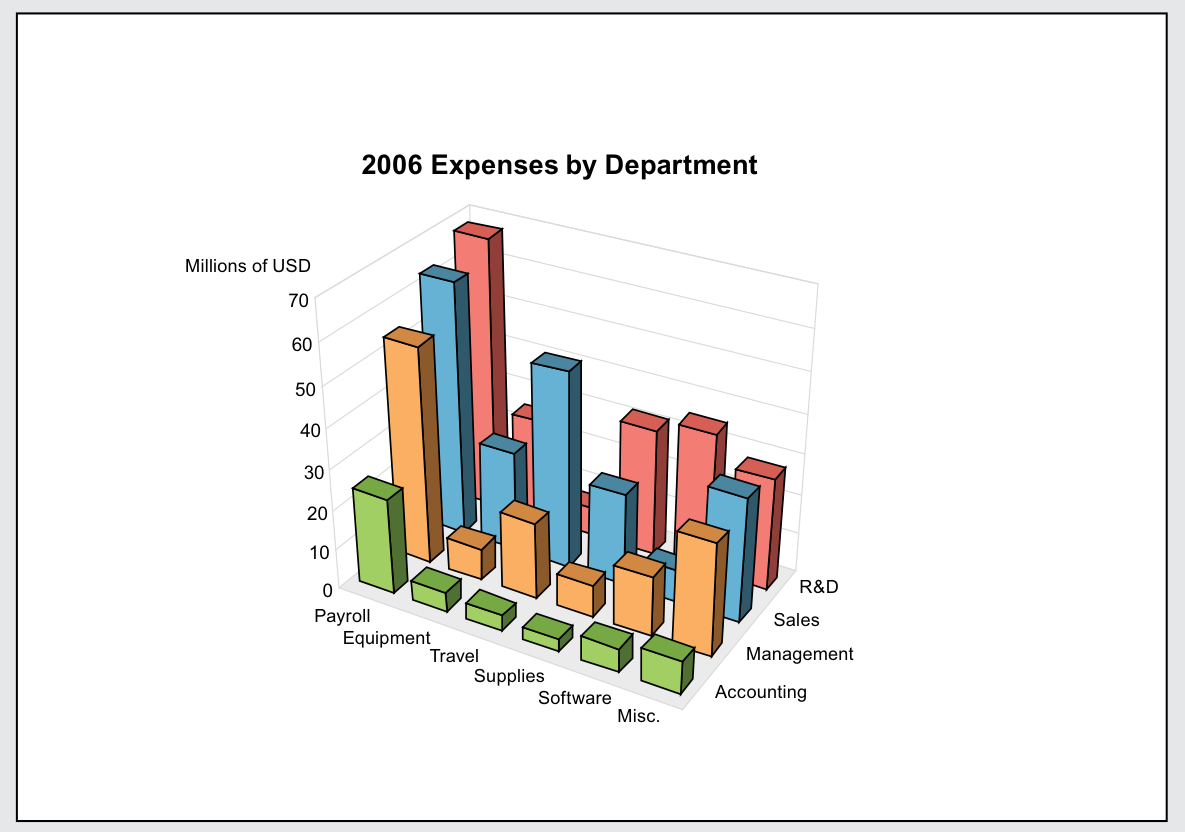 2006 Expenses by Department
Millions of USD
70
60
50
40
30
20
10
0
Payroll
Equipment
Travel
Supplies
Software
Misc.
R&D
Sales
Management
Accounting